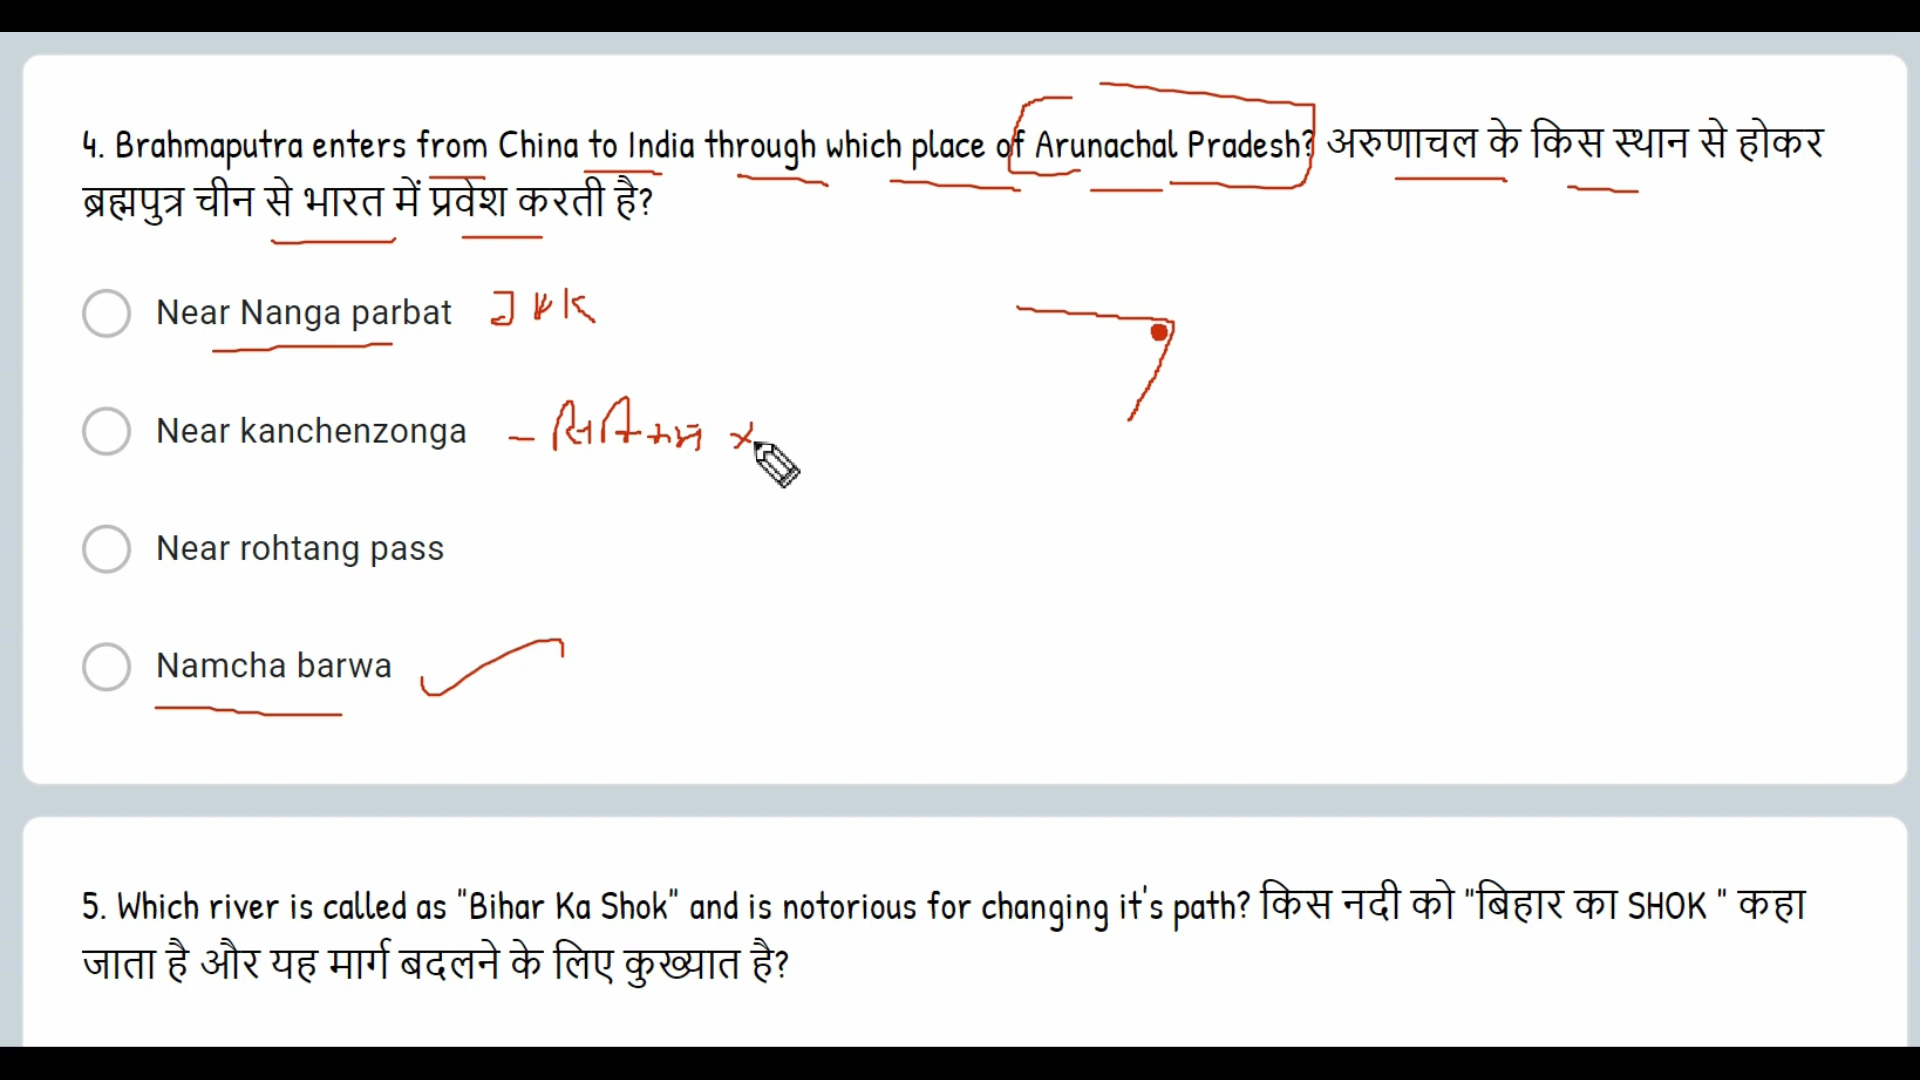 4. Brahmaputra enters from China to India through which place of Arunachal Pradesh? अरुणाचल के किस स्थान से होकर
ब्रह्मपुत्र चीन से भारत में प्रवेश करती है?
Near Nanga parbat J&K
Near kanchenzonga -
Near rohtang pass
Namcha barwa
5. Which river is called as "Bihar Ka Shok" and is notorious for changing it's path? किस नदी को "बिहार का SHOK " कहा
जाता है और यह मार्ग बदलने के लिए कुख्यात है?